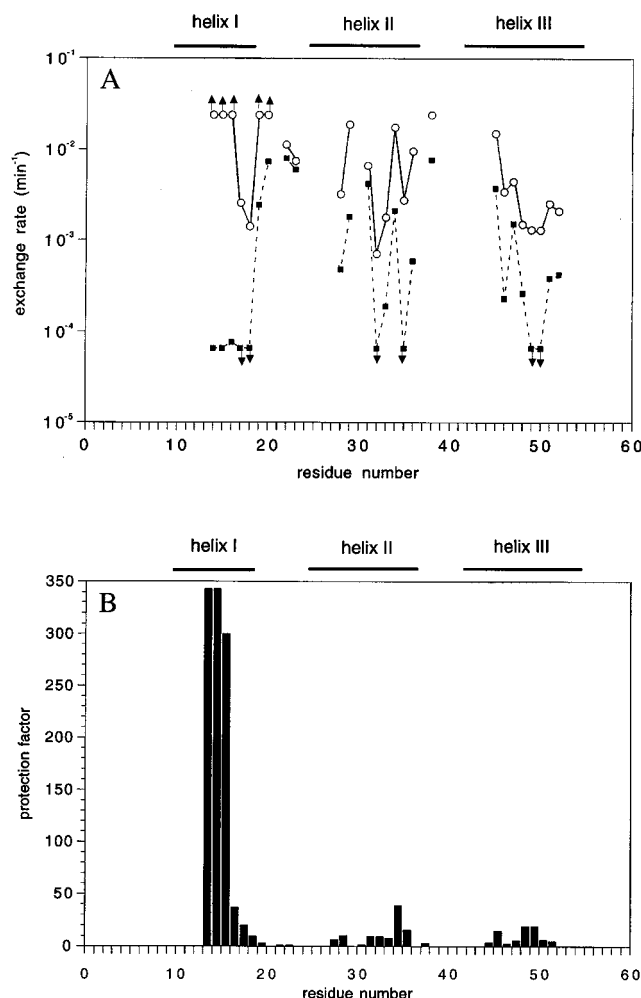 helix I helix II helix III
A
10⁻¹
10⁻²
10⁻³
10⁻⁴
10⁻⁵
exchange rate (min⁻¹)
0 10 20 30 40 50 60
residue number
helix I helix II helix III
B
350
300
250
200
150
100
50
0
protection factor
0 10 20 30 40 50 60
residue number